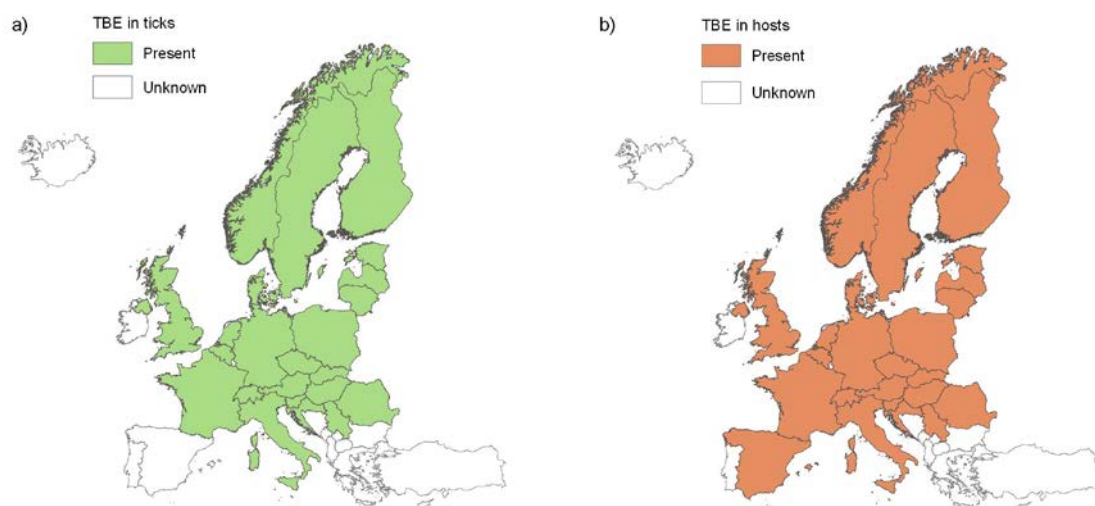 a)
TBE in ticks
Present
Unknown
b)
TBE in hosts
Present
Unknown